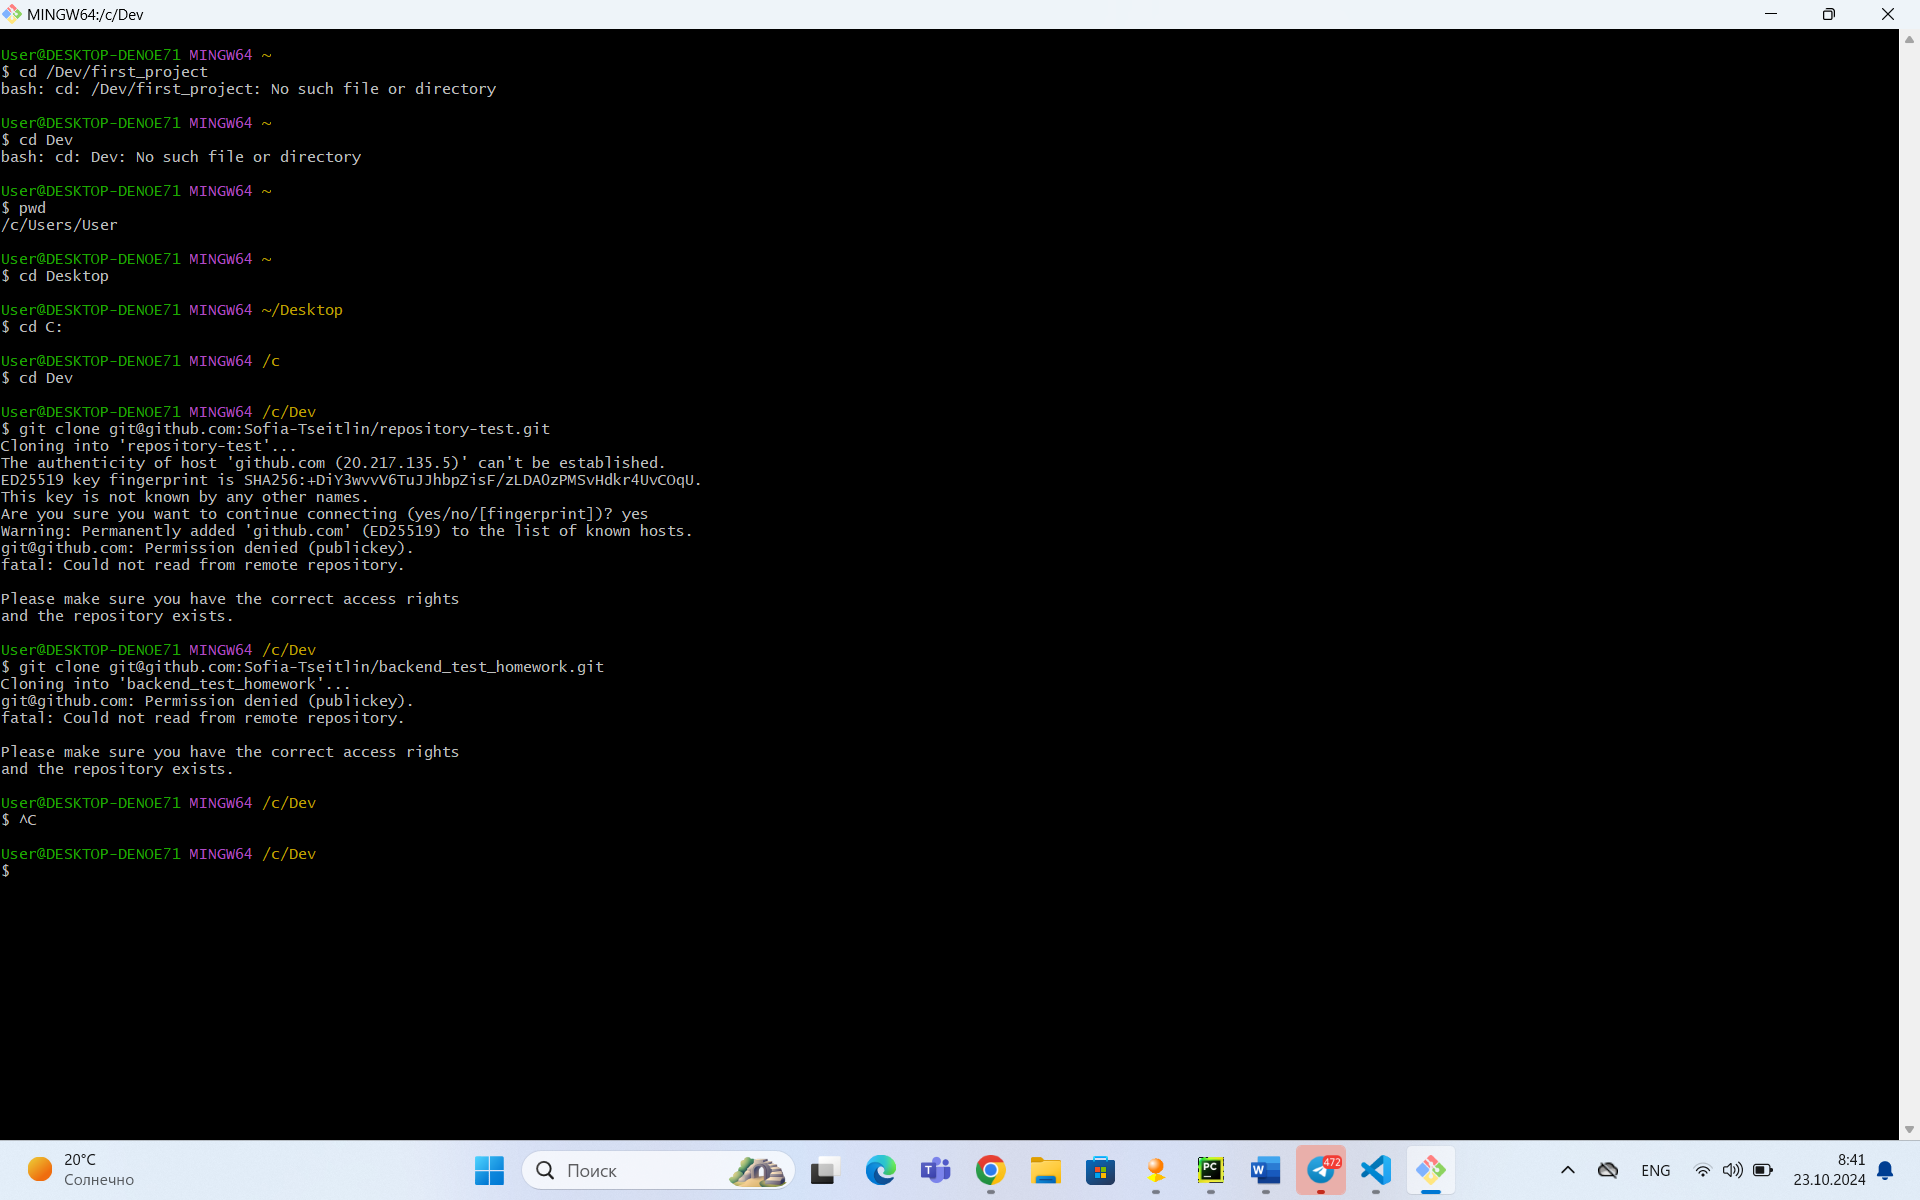 MINGW64:/c/Dev
User@DESKTOP-DENOE71 MINGW64 ~
$ cd /Dev/first_project
bash: cd: /Dev/first_project: No such file or directory
User@DESKTOP-DENOE71 MINGW64 ~
$ cd Dev
bash: cd: Dev: No such file or directory
User@DESKTOP-DENOE71 MINGW64 ~
$ pwd
/c/Users/User
User@DESKTOP-DENOE71 MINGW64 ~
$ cd Desktop
User@DESKTOP-DENOE71 MINGW64 ~/Desktop
$ cd C:
User@DESKTOP-DENOE71 MINGW64 /c
$ cd Dev
User@DESKTOP-DENOE71 MINGW64 /c/Dev
$ git clone git@github.com:Sofia-Tseitlin/repository-test.git
Cloning into 'repository-test'...
The authenticity of host 'github.com (20.217.135.5)' can't be established.
ED25519 key fingerprint is SHA256:+DiY3wvvV6TuJJhbpZisF/zLDA0zPMSvHdkr4UvCOqU.
This key is not known by any other names.
Are you sure you want to continue connecting (yes/no/[fingerprint])? yes
Warning: Permanently added 'github.com' (ED25519) to the list of known hosts.
git@github.com: Permission denied (publickey).
fatal: Could not read from remote repository.
Please make sure you have the correct access rights
and the repository exists.
User@DESKTOP-DENOE71 MINGW64 /c/Dev
$ git clone git@github.com:Sofia-Tseitlin/backend_test_homework.git
Cloning into 'backend_test_homework'...
git@github.com: Permission denied (publickey).
fatal: Could not read from remote repository.
Please make sure you have the correct access rights
and the repository exists.
User@DESKTOP-DENOE71 MINGW64 /c/Dev
$ ^C
User@DESKTOP-DENOE71 MINGW64 /c/Dev
$
20°C
Солнечно
Поиск
PC
W
472
ENG
8:41
23.10.2024